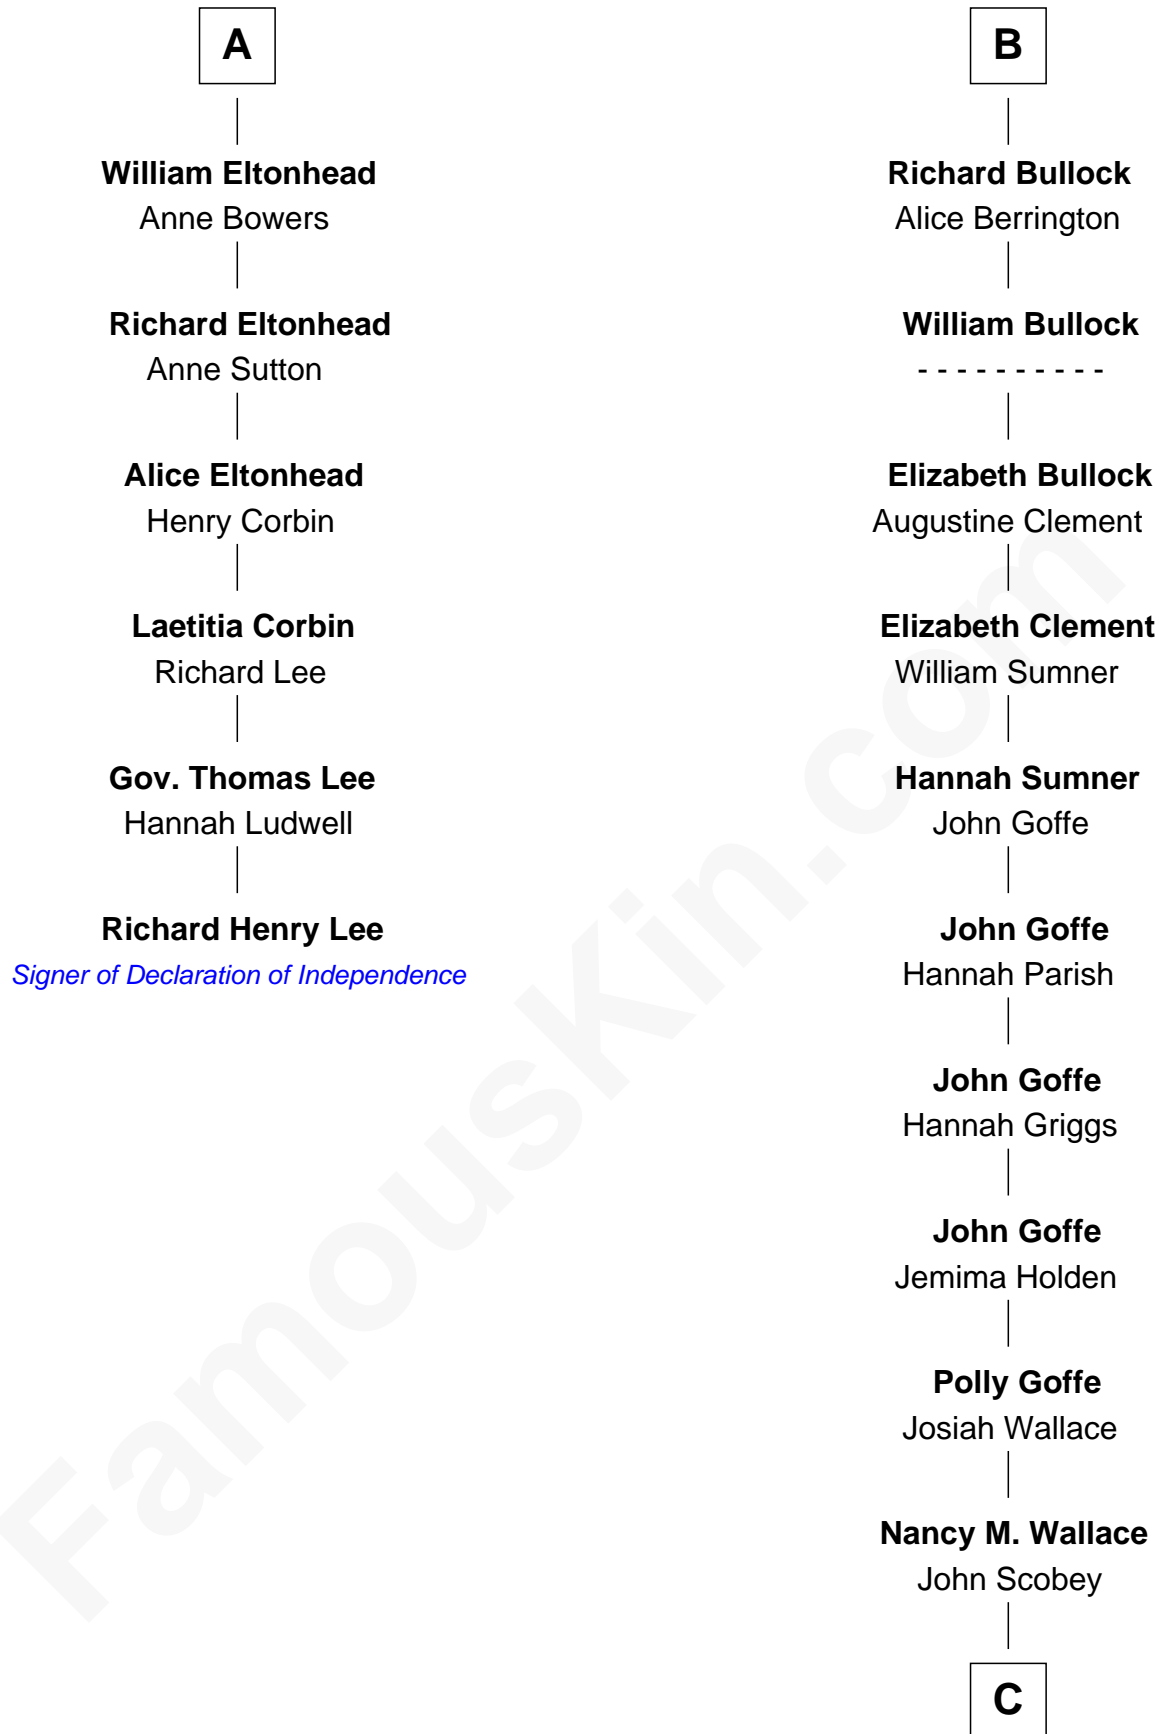 A
William Eltonhead
Anne Bowers
Richard Eltonhead
Anne Sutton
Alice Eltonhead
Henry Corbin
Laetitia Corbin
Richard Lee
Gov. Thomas Lee
Hannah Ludwell
Richard Henry Lee
Signer of Declaration of Independence
B
Richard Bullock
Alice Berrington
William Bullock
- - - - - - - - - -
Elizabeth Bullock
Augustine Clement
Elizabeth Clement
William Sumner
Hannah Sumner
John Goffe
John Goffe
Hannah Parish
John Goffe
Hannah Griggs
John Goffe
Jemima Holden
Polly Goffe
Josiah Wallace
Nancy M. Wallace
John Scobey
C
FamousKin.com